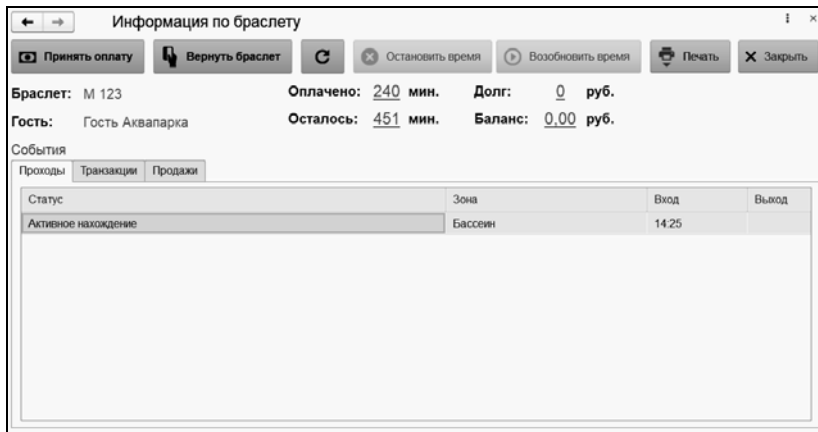 Информация по браслету
Принять оплату Вернуть браслет Остановить время Возобновить время Печать Закрыть
Браслет: М 123 Оплачено: 240 мин. Долг: 0 руб.
Гость: Гость Аквапарка Осталось: 451 мин. Баланс: 0,00 руб.
События
Проходы Транзакции Продажи
Статус Зона Вход Выход
Активное нахождение Бассеин 14:25